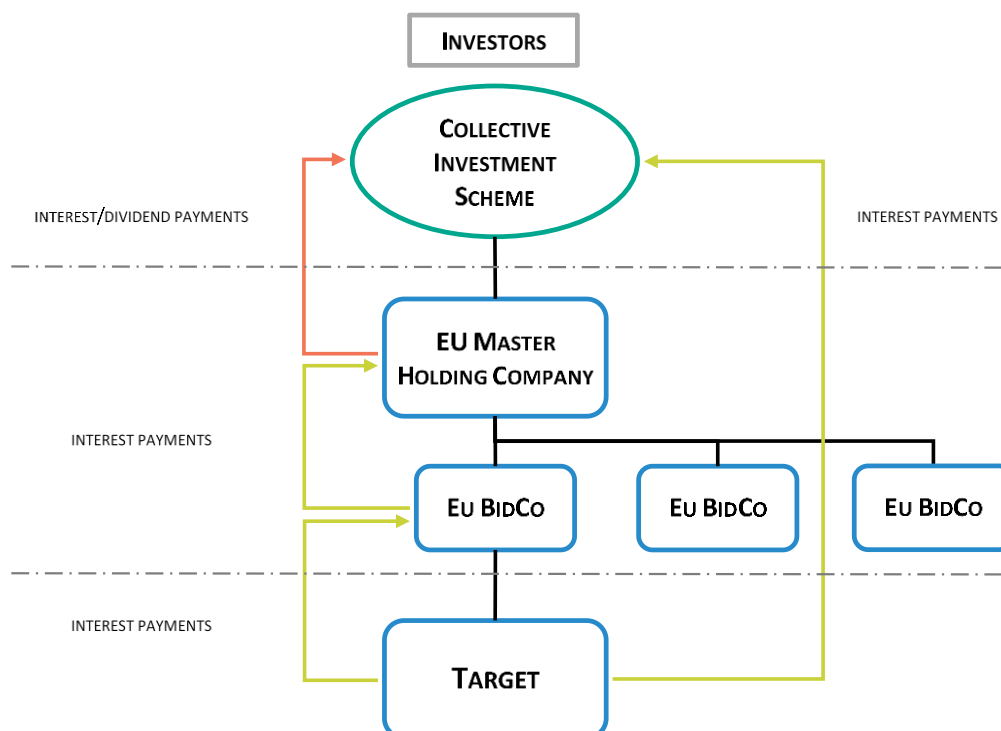 INVESTORS
COLLECTIVE
INVESTMENT
SCHEME
INTEREST/DIVIDEND PAYMENTS
INTEREST PAYMENTS
EU MASTER
HOLDING COMPANY
INTEREST PAYMENTS
EU BIDCO
EU BIDCO
EU BIDCO
INTEREST PAYMENTS
TARGET